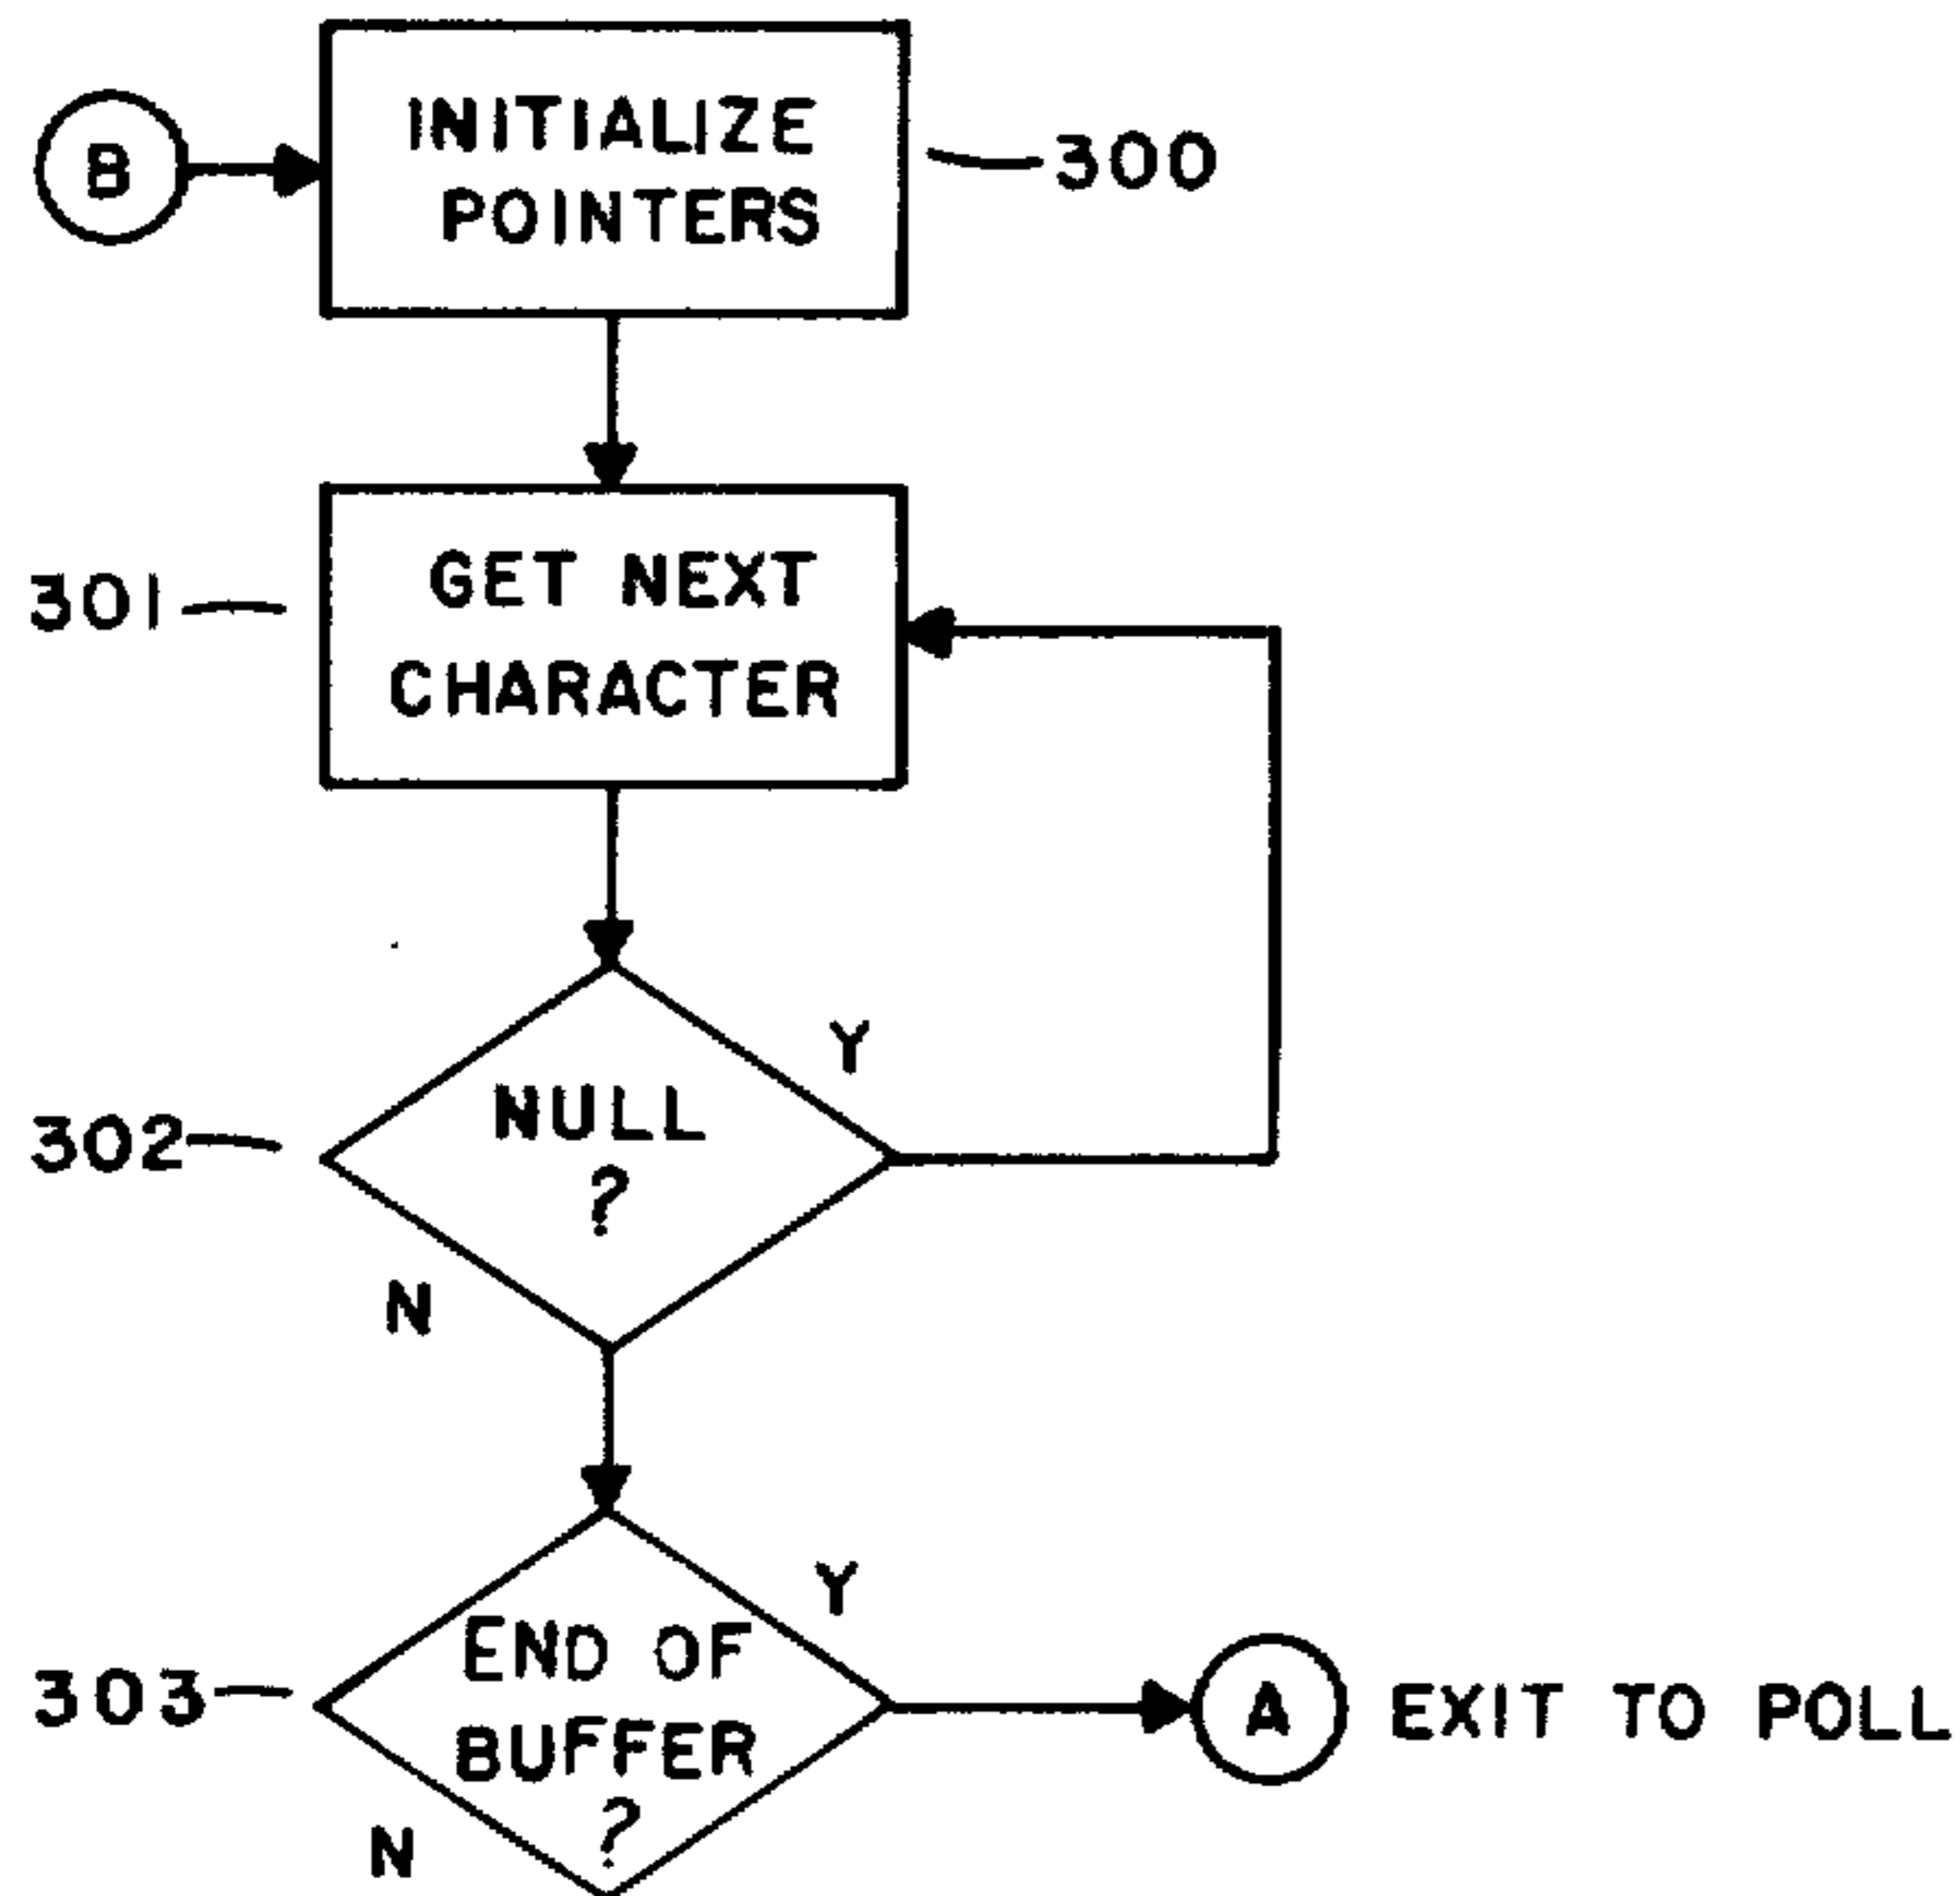 B
INITIALIZE
POINTERS
300
301
GET NEXT
CHARACTER
302
NULL
?
Y
N
303
END OF
BUFFER
?
Y
N
A
EXIT TO POLL